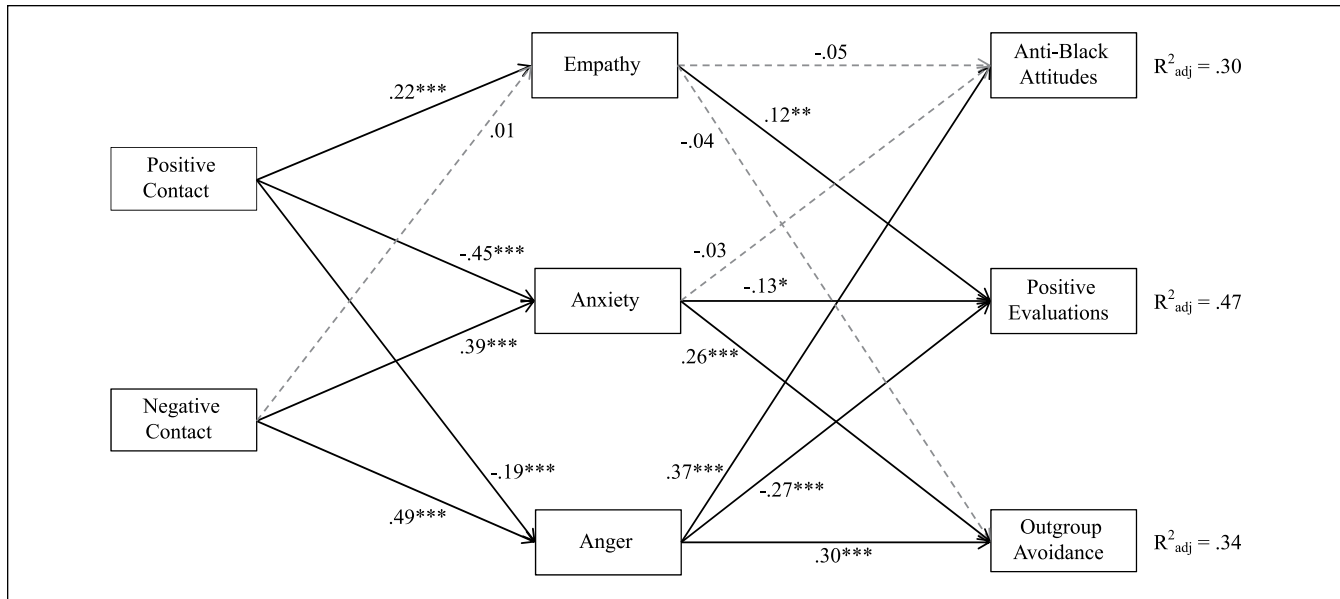 Empathy
-.05
Anti-Black
Attitudes
R²adj = .30
.22***
.12**
.01
-.04
Positive
Contact
-.45***
-.03
Anxiety
-.13*
Positive
Evaluations
R²adj = .47
.39***
.26***
Negative
Contact
-.19***
.37***
-.27***
.49***
Anger
.30***
Outgroup
Avoidance
R²adj = .34